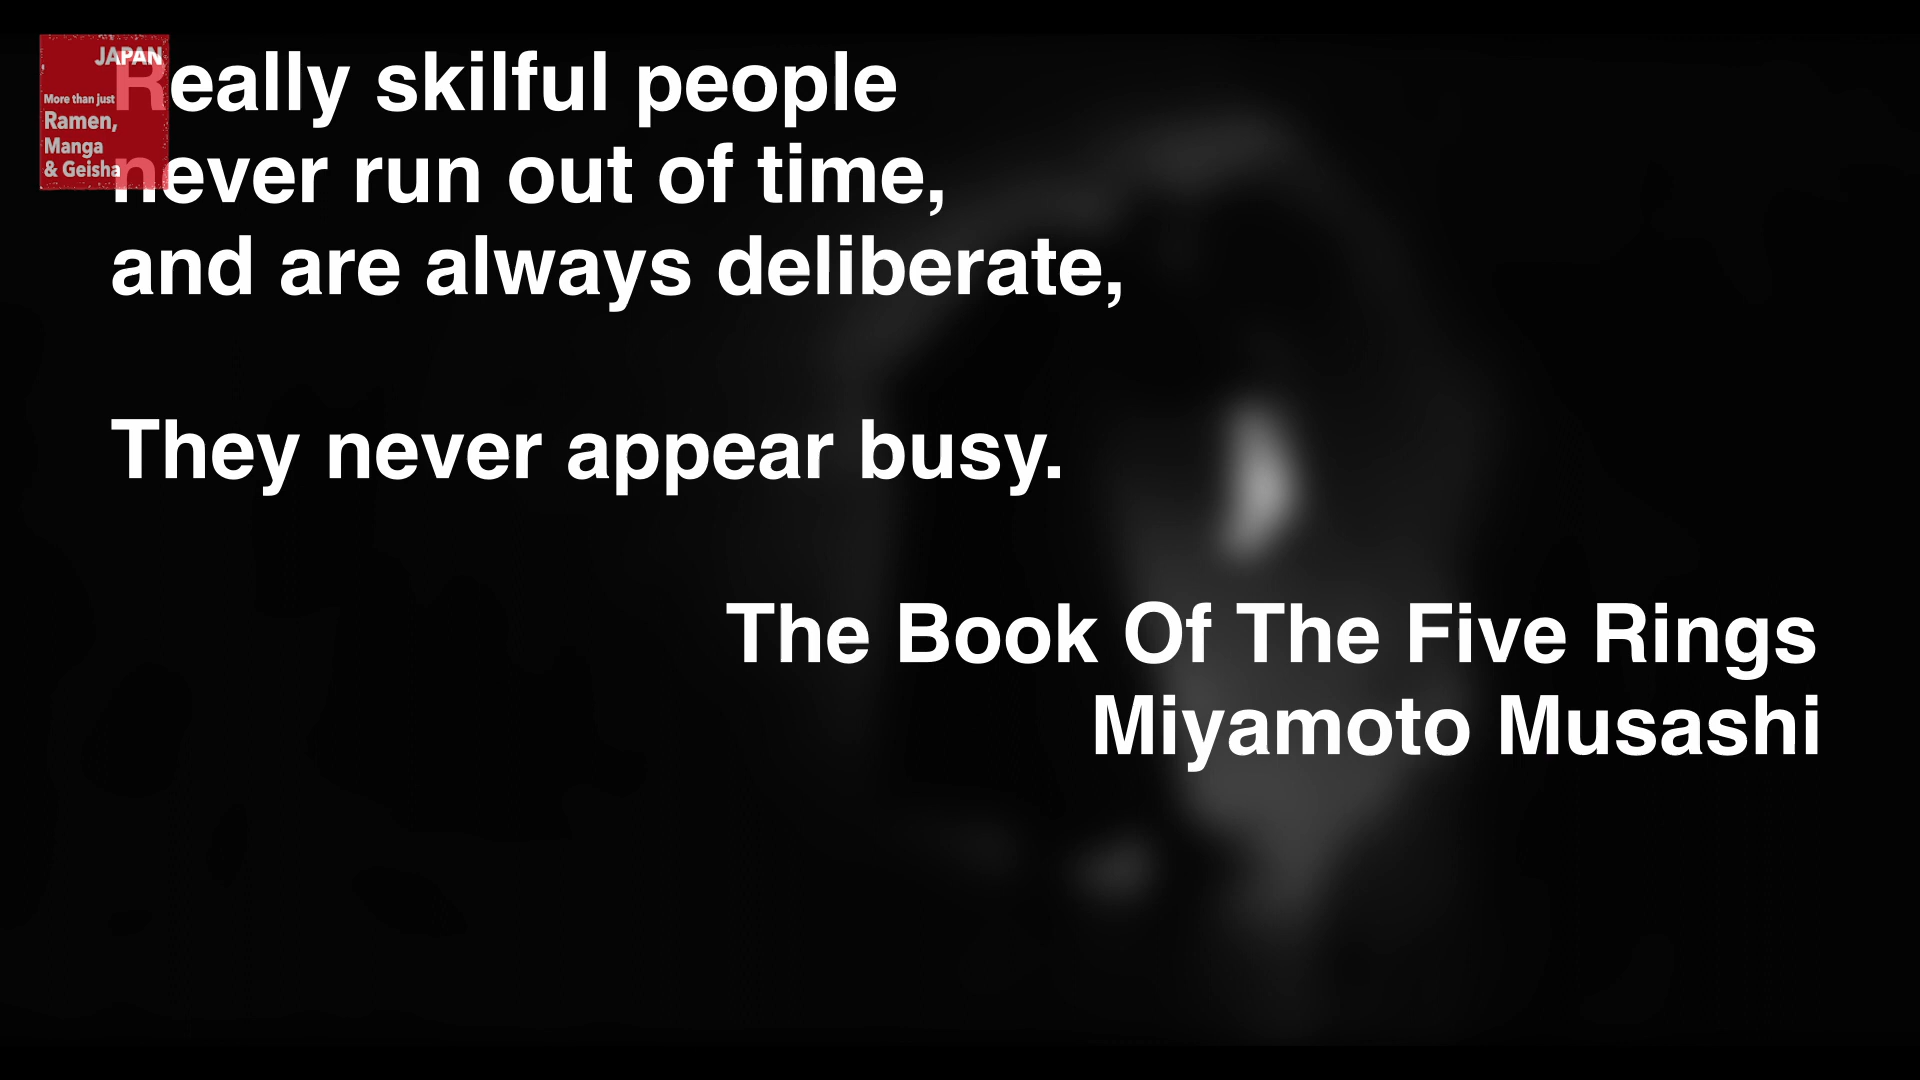 JAPAN
More than just
Ramen,
Manga
& Geisha
Really skilful people
never run out of time,
and are always deliberate,
They never appear busy.
The Book Of The Five Rings
Miyamoto Musashi